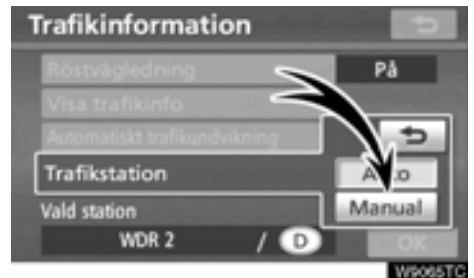 Trafikinformation
Röstvägledning På
Visa trafikinfo
Automatiskt trafikundvikning
Trafikstation Auto
Vald station Manual
WDR 2 / D OK
W9065TC